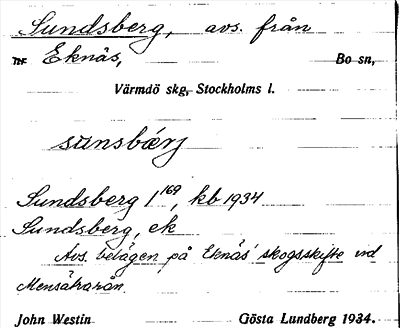 Sundsberg, avs. från
Eknäs, Bo sn,
Värmdö skg, Stockholms l.
sunsbærj
Sundsberg 1¹⁶⁹, kb 1934
Sundsberg, ek
Avs. belägen på Eknäs' skogsskifte vid
Mensättraån.
John Westin Gösta Lundberg 1934.